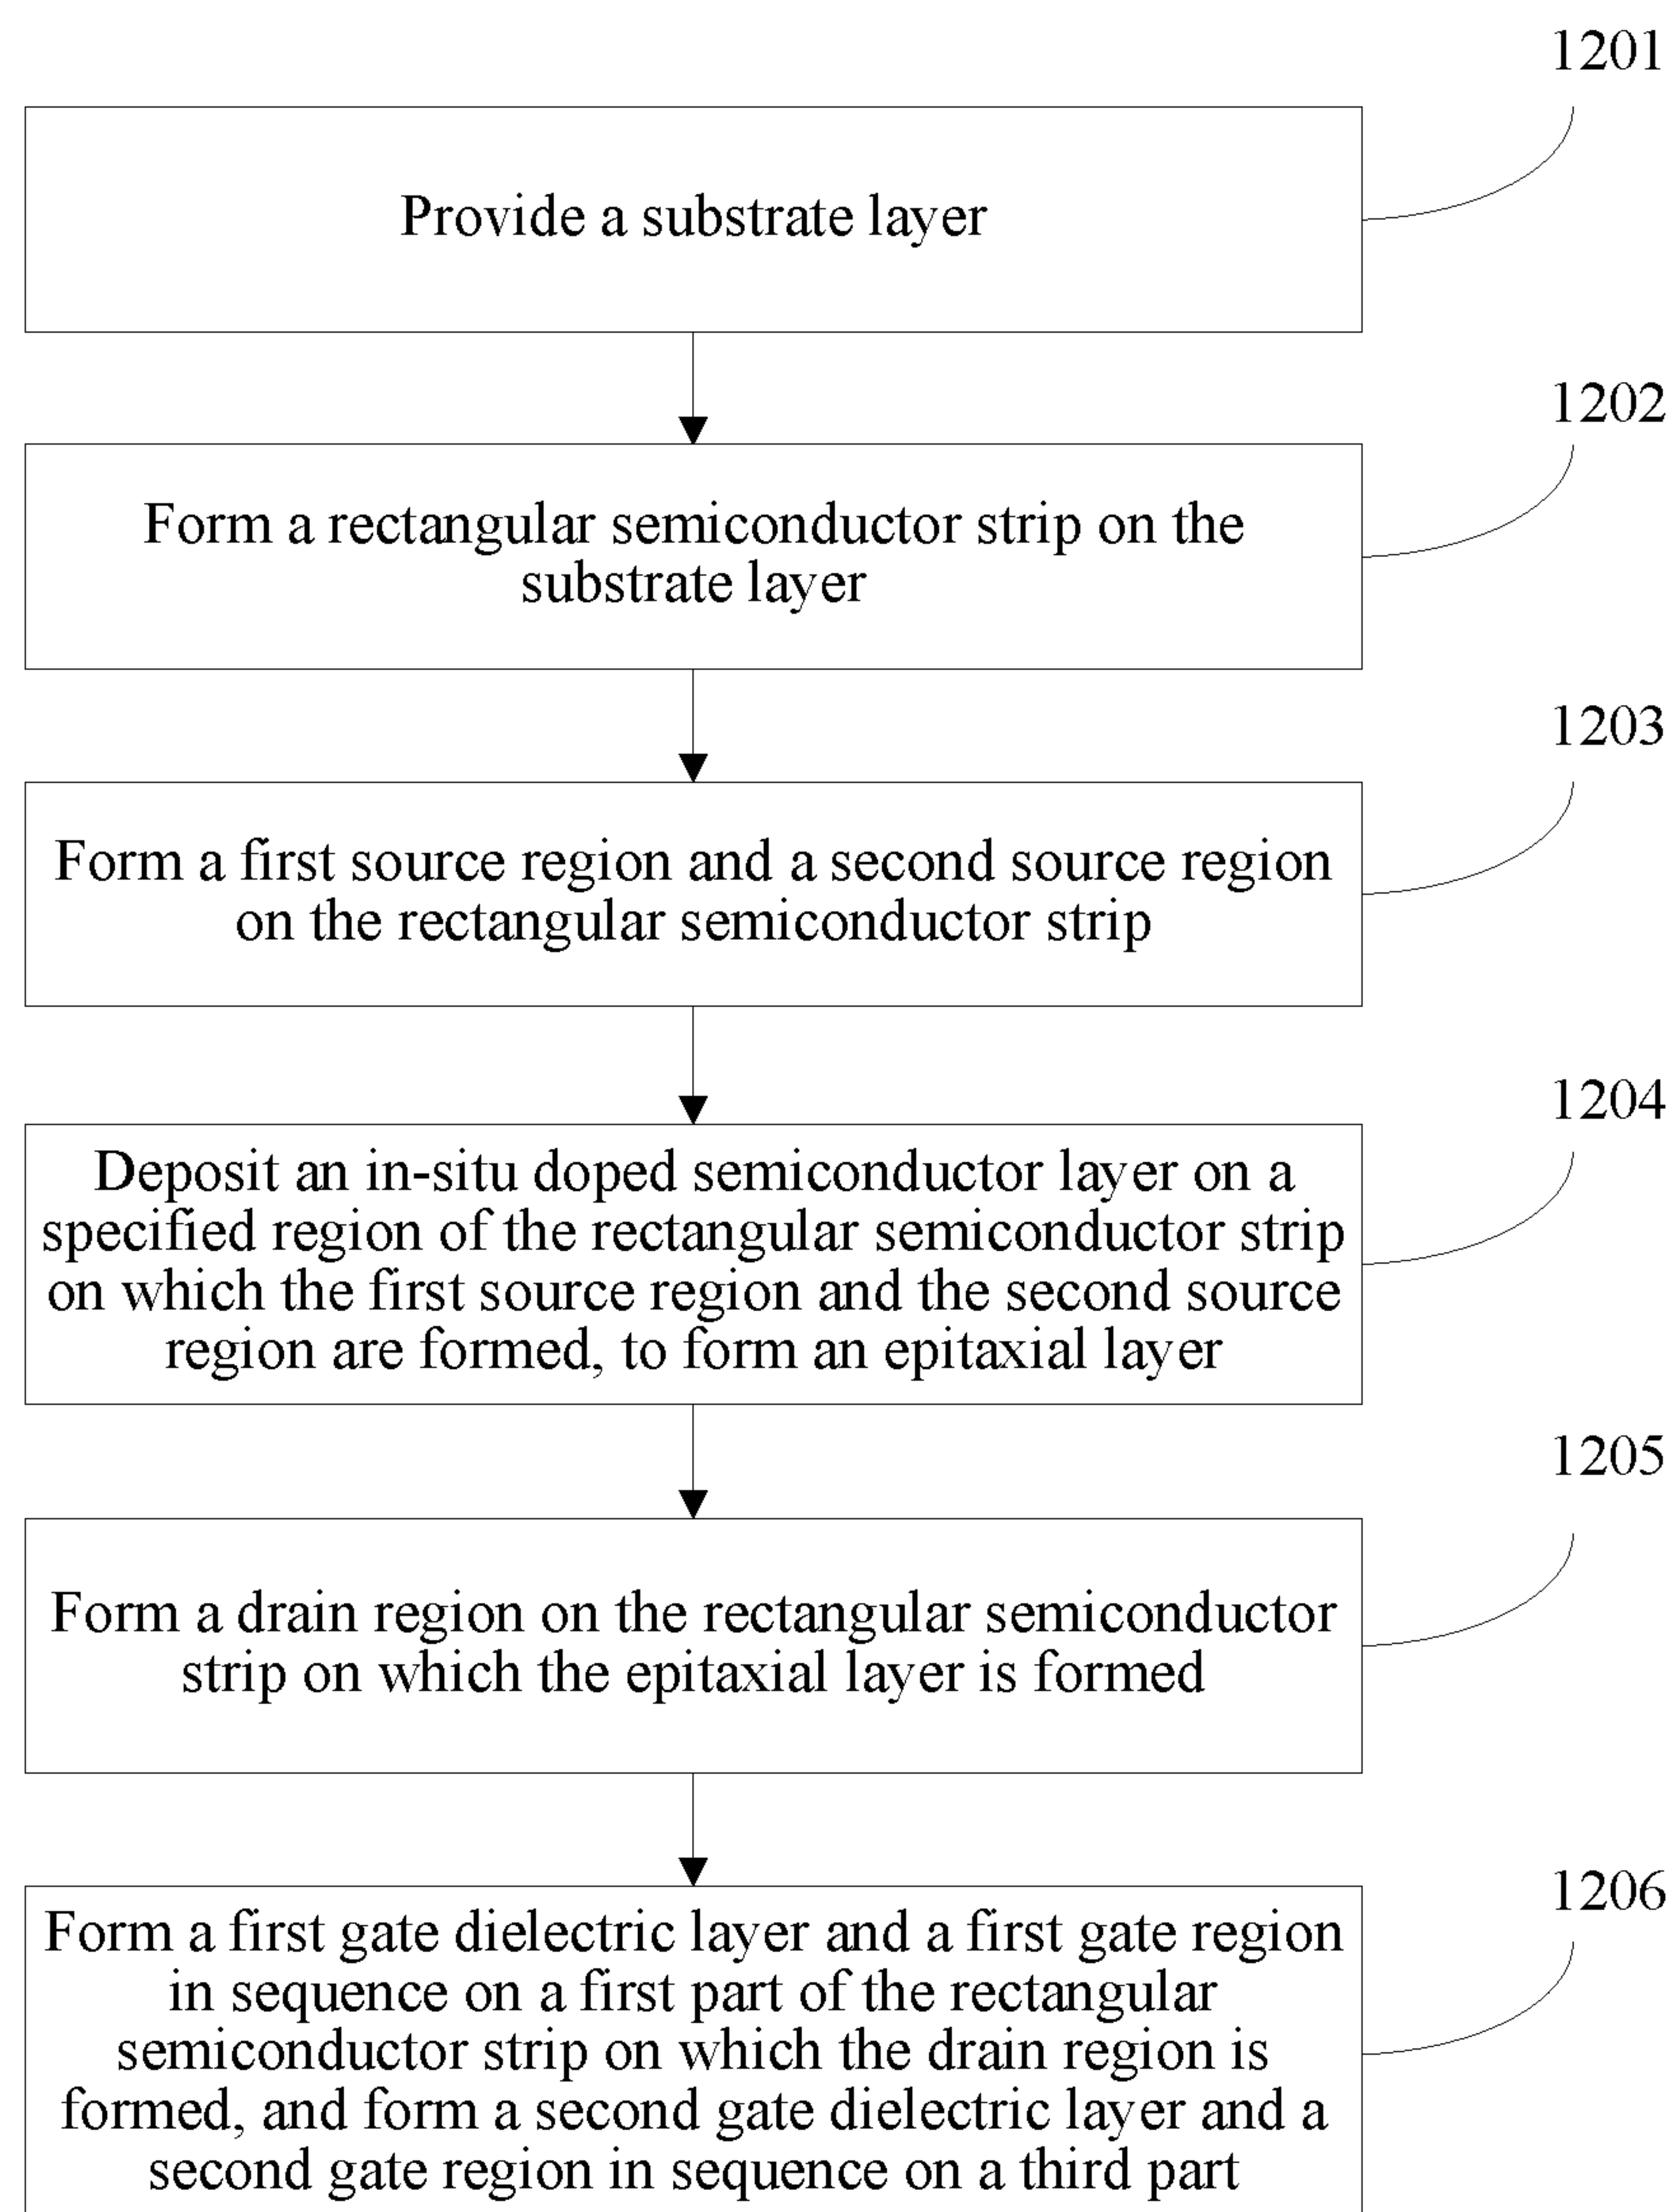 1201
Provide a substrate layer
1202
Form a rectangular semiconductor strip on the
substrate layer
1203
Form a first source region and a second source region
on the rectangular semiconductor strip
1204
Deposit an in-situ doped semiconductor layer on a
specified region of the rectangular semiconductor strip
on which the first source region and the second source
region are formed, to form an epitaxial layer
1205
Form a drain region on the rectangular semiconductor
strip on which the epitaxial layer is formed
1206
Form a first gate dielectric layer and a first gate region
in sequence on a first part of the rectangular
semiconductor strip on which the drain region is
formed, and form a second gate dielectric layer and a
second gate region in sequence on a third part